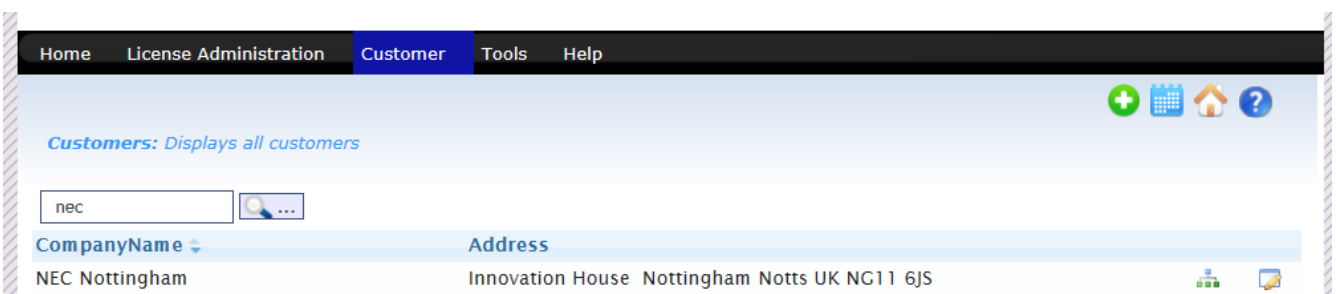 Home License Administration Customer Tools Help
Customers: Displays all customers
nec ...
CompanyName Address
NEC Nottingham Innovation House Nottingham Notts UK NG11 6JS